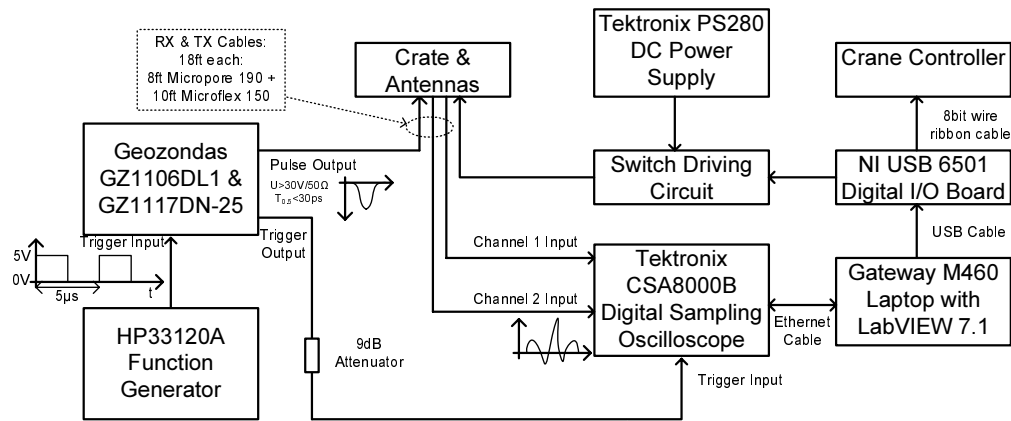 RX & TX Cables:
18ft each:
8ft Micropore 190 +
10ft Microflex 150
Crate &
Antennas
Tektronix PS280
DC Power
Supply
Crane Controller
8bit wire
ribbon cable
Geozondas
GZ1106DL1 &
GZ1117DN-25
Pulse Output
U>30V/50Ω
T0,5<30ps
Switch Driving
Circuit
NI USB 6501
Digital I/O Board
USB Cable
Trigger Input
Trigger
Output
5V
0V
5µs
t
Channel 1 Input
Channel 2 Input
Tektronix
CSA8000B
Digital Sampling
Oscilloscope
Ethernet
Cable
Gateway M460
Laptop with
LabVIEW 7.1
HP33120A
Function
Generator
9dB
Attenuator
Trigger Input